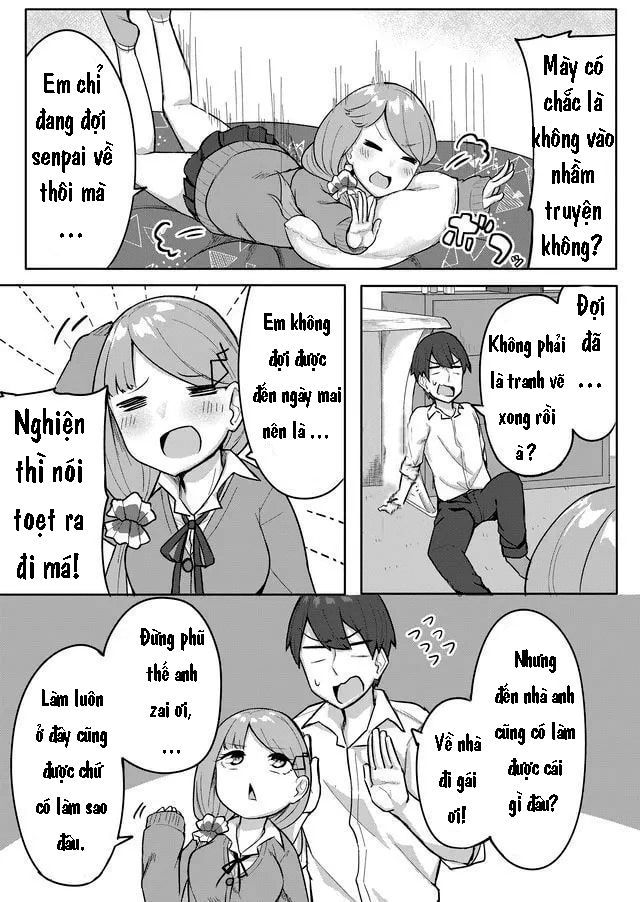 Mày có
chắc là
không vào
nhầm
truyện
không?
Em chỉ
đang đợi
senpai về
thôi mà
...
ボフッ
Đợi
đã
...
Không phải
là tranh vẽ
xong rồi
à?
Em không
đợi được
đến ngày mai
nên là ...
Nghiện
thì nói
toẹt ra
đi má!
Nhưng
đến nhà anh
cũng có làm
được cái
gì đâu?
Về nhà
đi gái
ơi!
Đừng phũ
thế anh
zai ơi,
...
Làm luôn
ở đây cũng
được chứ
có làm sao
đâu.